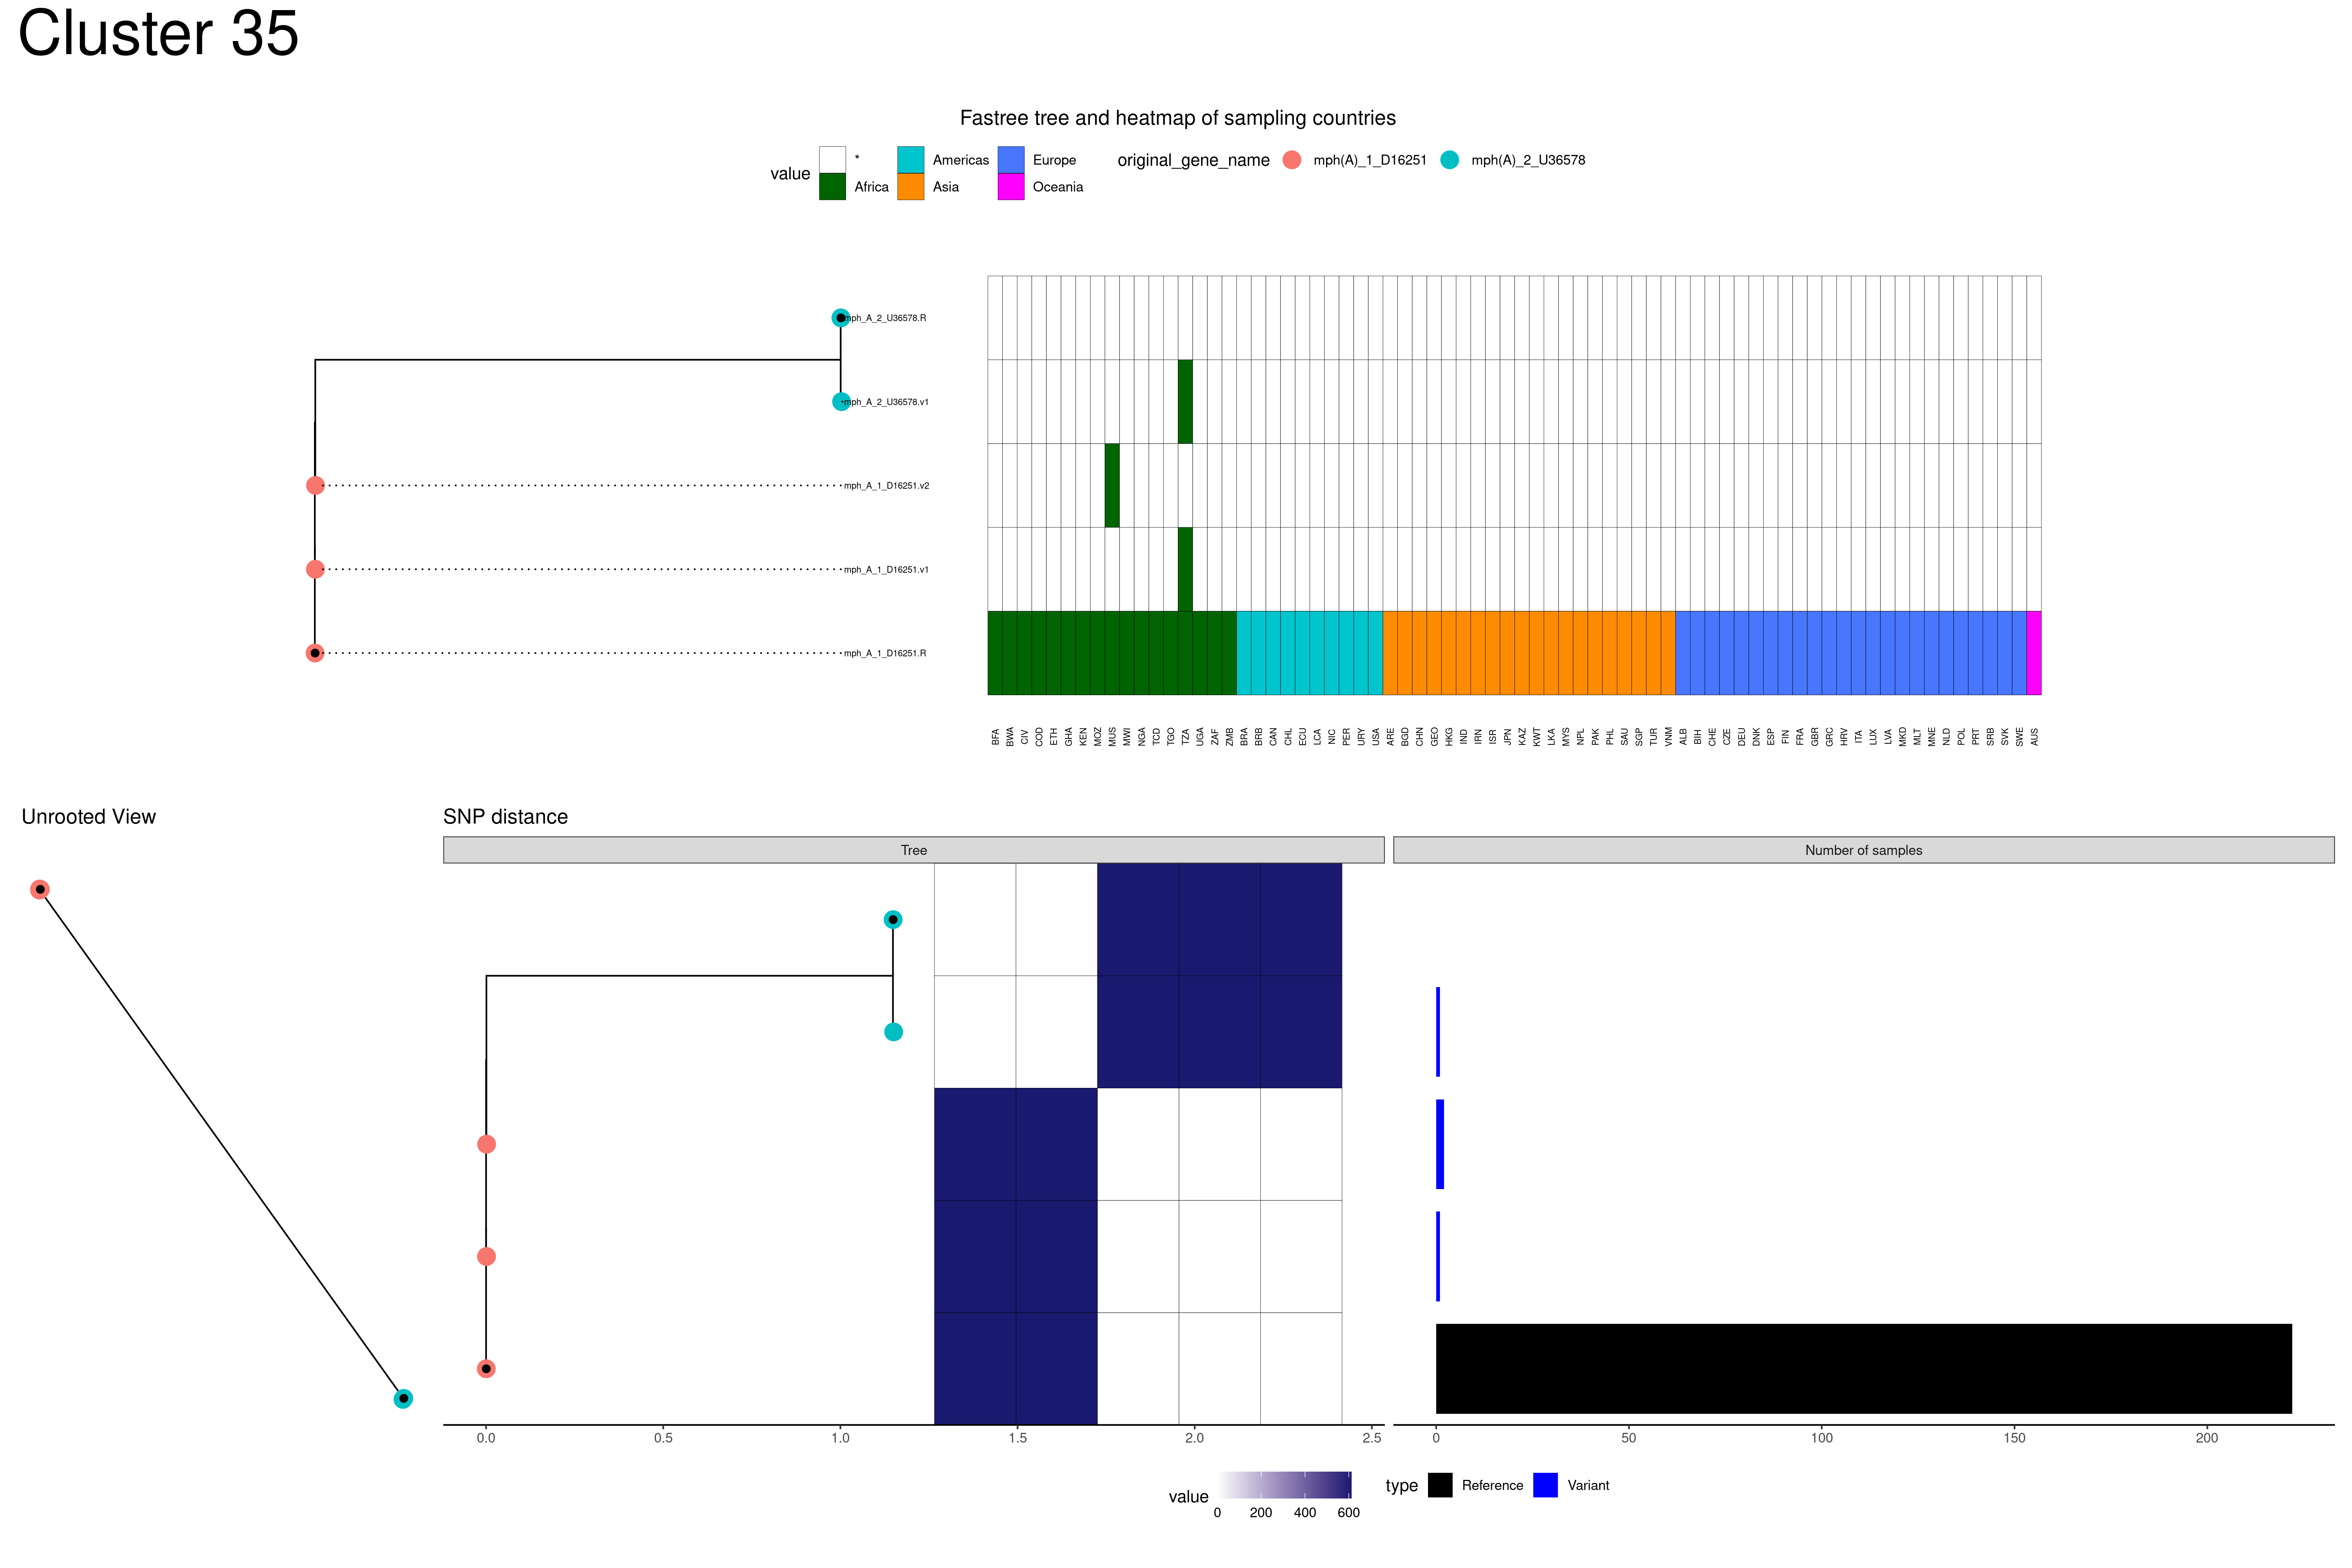 Cluster 35
Fastree tree and heatmap of sampling countries
value * Americas Europe original_gene_name mph(A)_1_D16251 mph(A)_2_U36578
Africa Asia Oceania
mph_A_2_U36578.R
mph_A_2_U36578.v1
mph_A_1_D16251.v2
mph_A_1_D16251.v1
mph_A_1_D16251.R
BFA BWA CIV COD ETH GHA KEN MOZ MUS MWI NGA TCD TGO TZA UGA ZAF ZMB BRA BRB CAN CHL ECU LCA NIC PER URY USA ARE BGD CHN GEO HKG IND IRN ISR JPN KAZ KWT LKA MYS NPL PAK PHL SAU SGP TUR VNM ALB BIH CHE CZE DEU DNK ESP FIN FRA GBR GRC HRV ITA LUX LVA MKD MLT MNE NLD POL PRT SRB SVK SWE AUS
Unrooted View
SNP distance
Tree
Number of samples
0.0 0.5 1.0 1.5 2.0 2.5
0 50 100 150 200
value 0 200 400 600
type Reference Variant